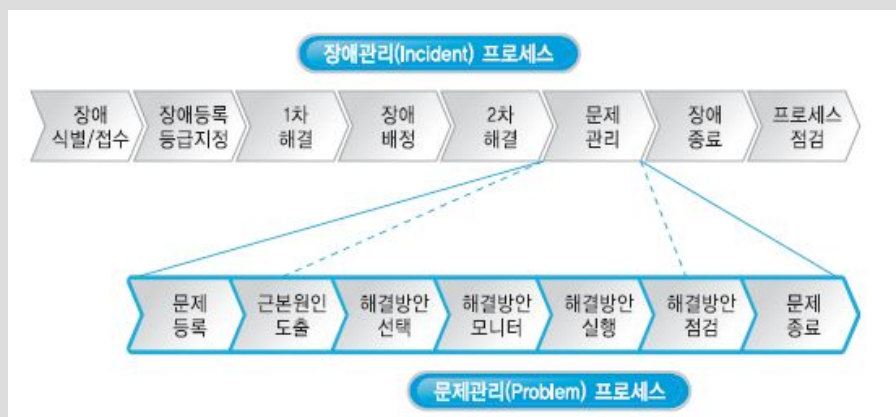 장애관리(Incident) 프로세스
장애
식별/접수
장애등록
등급지정
1차
해결
장애
배정
2차
해결
문제
관리
장애
종료
프로세스
점검
문제
등록
근본원인
도출
해결방안
선택
해결방안
모니터
해결방안
실행
해결방안
점검
문제
종료
문제관리(Problem) 프로세스